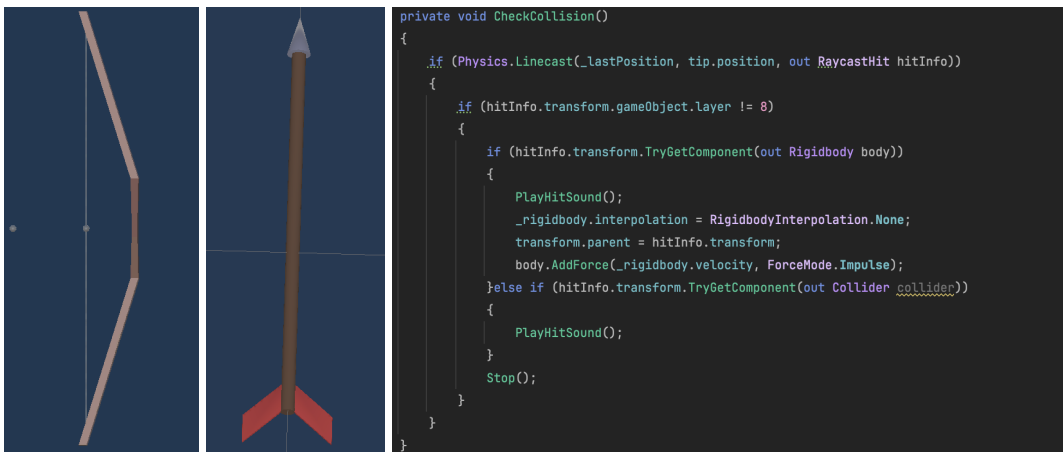 private void CheckCollision()
{
if (Physics.Linecast(_lastPosition, tip.position, out RaycastHit hitInfo))
{
if (hitInfo.transform.gameObject.layer != 8)
{
if (hitInfo.transform.TryGetComponent(out Rigidbody body))
{
PlayHitSound();
_rigidbody.interpolation = RigidbodyInterpolation.None;
transform.parent = hitInfo.transform;
body.AddForce(_rigidbody.velocity, ForceMode.Impulse);
}else if (hitInfo.transform.TryGetComponent(out Collider collider))
{
PlayHitSound();
}
Stop();
}
}
}